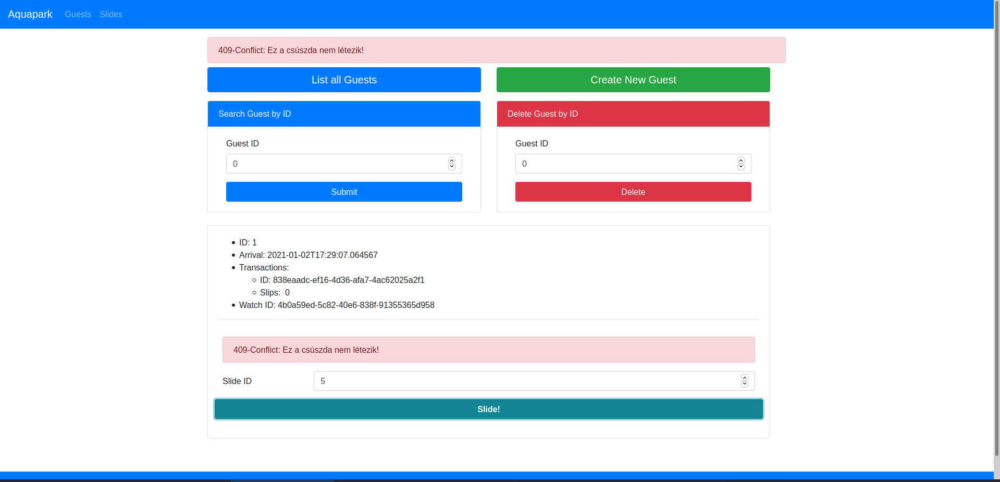 Aquapark Guests Slides
409-Conflict: Ez a csúszda nem létezik!
List all Guests
Create New Guest
Search Guest by ID
Guest ID
0
Submit
Delete Guest by ID
Guest ID
0
Delete
ID: 1
Arrival: 2021-01-02T17:29:07.064567
Transactions:
ID: 838eaadc-ef16-4d36-afa7-4ac62025a2f1
Slips: 0
Watch ID: 4b0a59ed-5c82-40e6-838f-91355365d958
409-Conflict: Ez a csúszda nem létezik!
Slide ID 5
Slide!